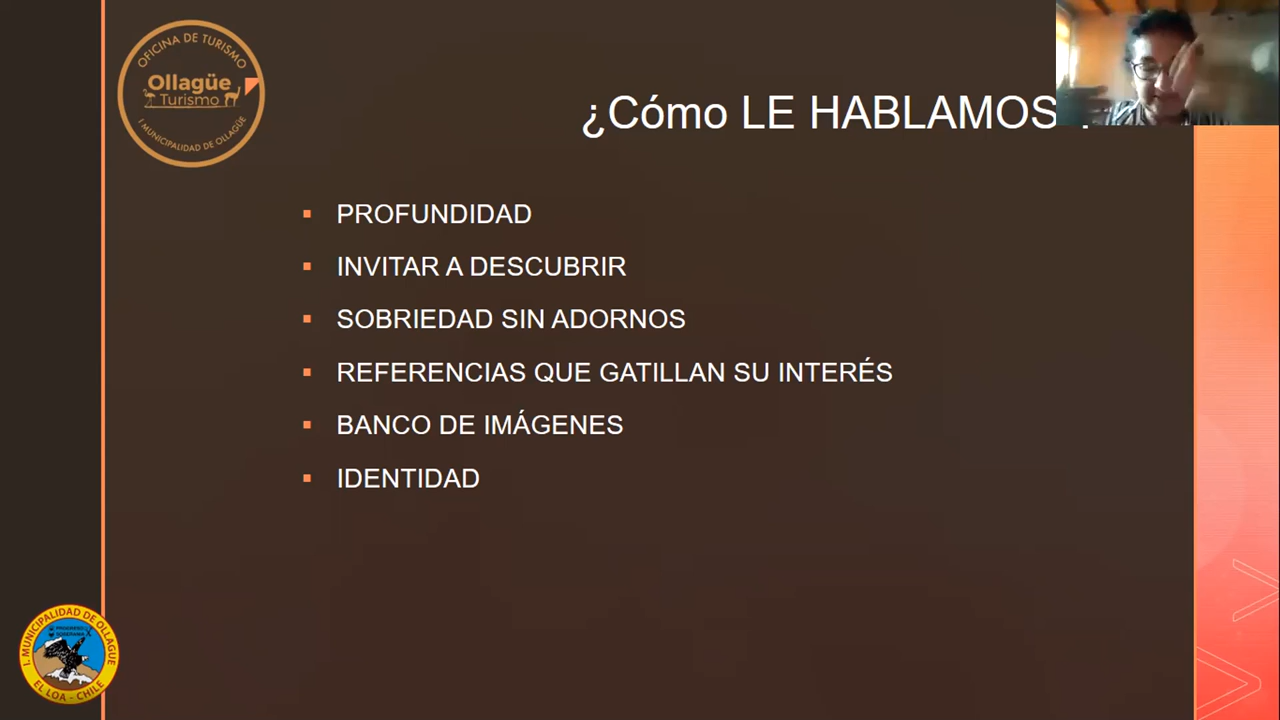 OFICINA DE TURISMO
Ollagüe
Turismo
I. MUNICIPALIDAD DE OLLAGÜE
¿Cómo LE HABLAMOS
PROFUNDIDAD
INVITAR A DESCUBRIR
SOBRIEDAD SIN ADORNOS
REFERENCIAS QUE GATILLAN SU INTERÉS
BANCO DE IMÁGENES
IDENTIDAD
I. MUNICIPALIDAD DE OLLAGUE
EL LOA - CHILE